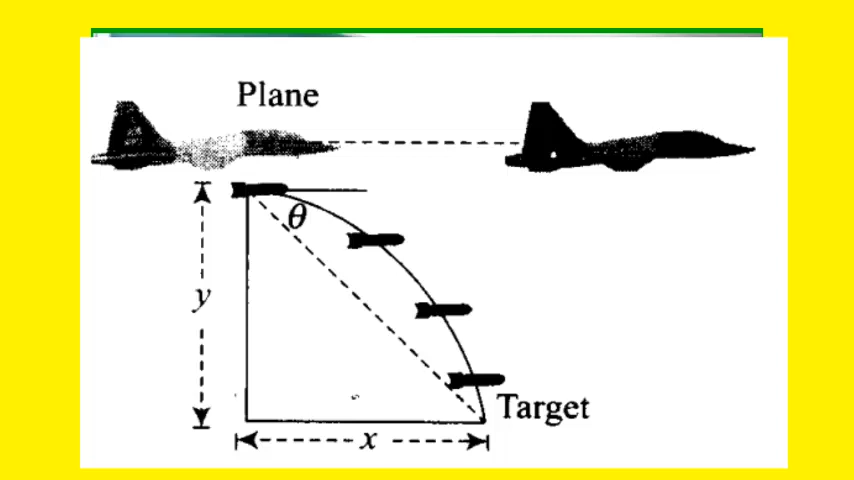 Plane
θ
y
Target
x